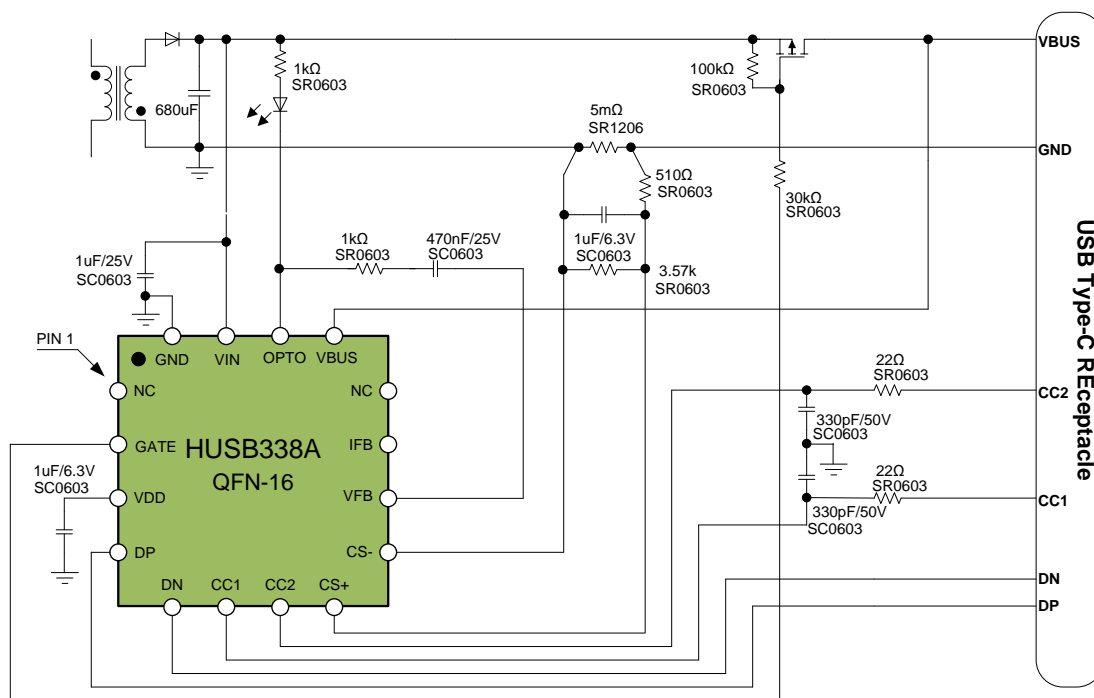 VBUS
1kΩ
SR0603
100kΩ
SR0603
680uF
5mΩ
SR1206
GND
510Ω
SR0603
30kΩ
SR0603
1uF/25V
SC0603
1kΩ
SR0603
470nF/25V
SC0603
1uF/6.3V
SC0603
3.57k
SR0603
USB Type-C REceptacle
PIN 1
GND
VIN
OPTO
VBUS
NC
NC
GATE
IFB
HUSB338A
QFN-16
1uF/6.3V
SC0603
VDD
VFB
DP
CS-
DN
CC1
CC2
CS+
22Ω
SR0603
CC2
330pF/50V
SC0603
22Ω
SR0603
CC1
330pF/50V
SC0603
DN
DP